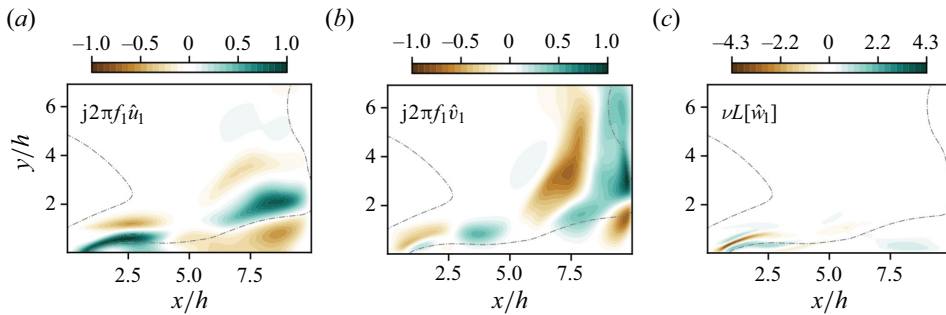 (a) (b) (c)
−1.0 −0.5 0 0.5 1.0 −1.0 −0.5 0 0.5 1.0 −4.3 −2.2 0 2.2 4.3
6 j2πf₁û₁ 6 j2πf₁v̂₁ 6 νL[ŵ₁]
y/h 4 4 4
2 2 2
2.5 5.0 7.5 2.5 5.0 7.5 2.5 5.0 7.5
x/h x/h x/h